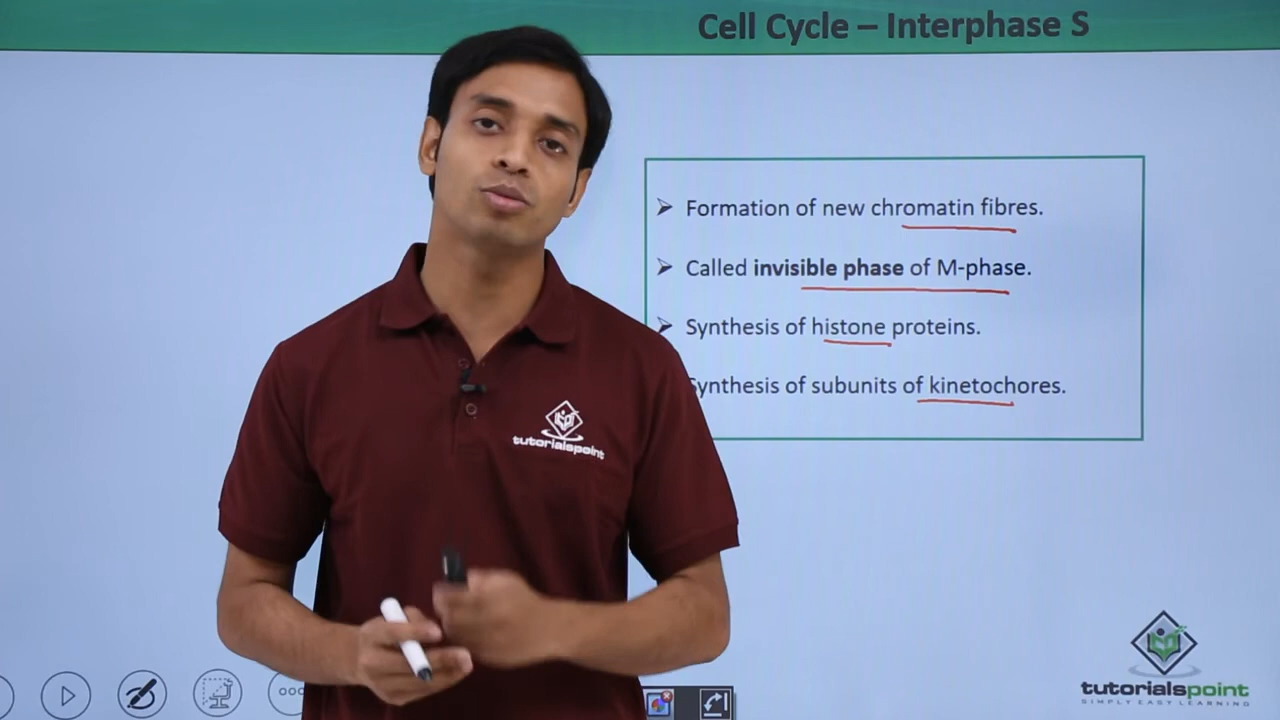 Cell Cycle – Interphase S
➢ Formation of new chromatin fibres.
➢ Called invisible phase of M-phase.
➢ Synthesis of histone proteins.
Synthesis of subunits of kinetochores.
tutorialspoint
tutorialspoint
SIMPLY EASY LEARNING